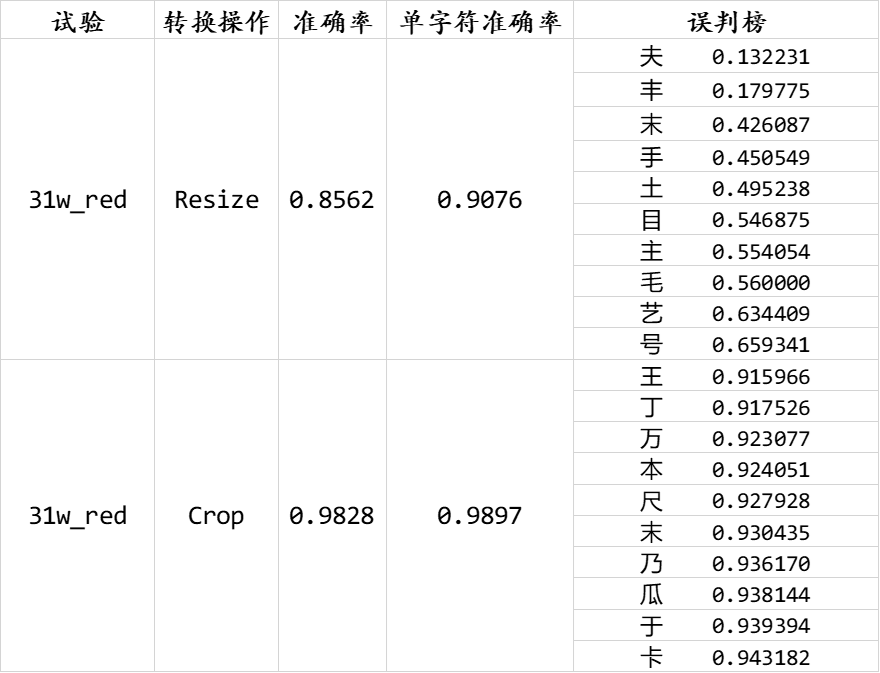 试验 转换操作 准确率 单字符准确率 误判榜
夫 0.132231
丰 0.179775
末 0.426087
手 0.450549
31w_red Resize 0.8562 0.9076
土 0.495238
目 0.546875
主 0.554054
毛 0.560000
艺 0.634409
号 0.659341
王 0.915966
丁 0.917526
万 0.923077
本 0.924051
尺 0.927928
31w_red Crop 0.9828 0.9897
末 0.930435
乃 0.936170
瓜 0.938144
于 0.939394
卡 0.943182